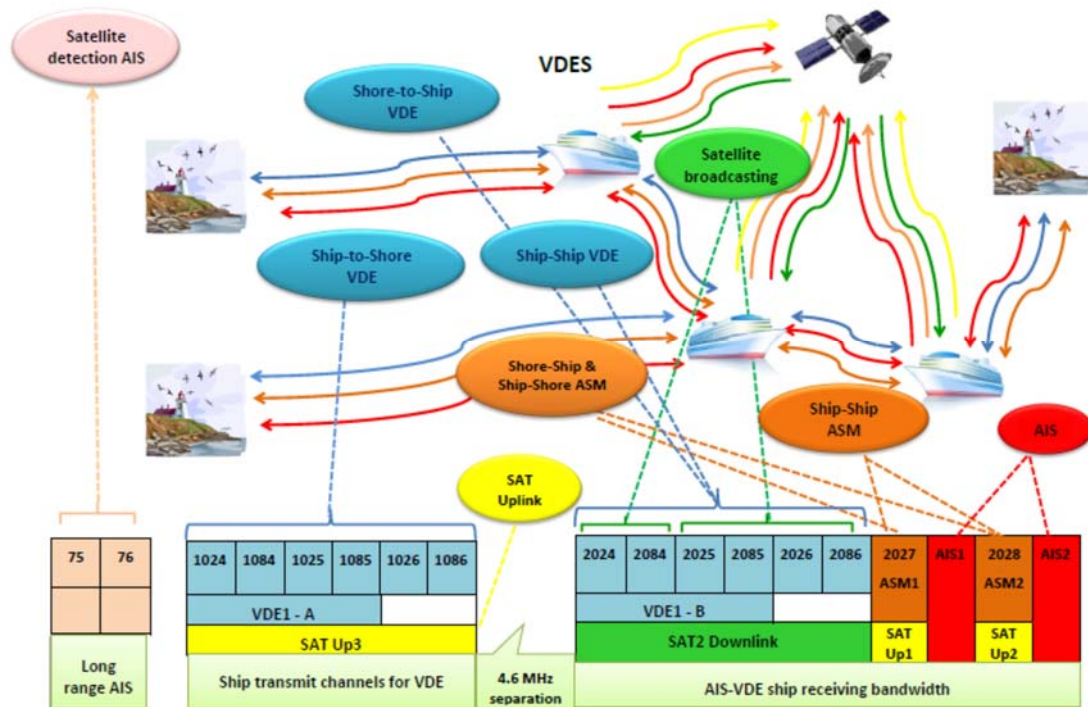 Satellite
detection AIS
VDES
Shore-to-Ship
VDE
Satellite
broadcasting
Ship-to-Shore
VDE
Ship-Ship VDE
Shore-Ship &
Ship-Shore ASM
Ship-Ship
ASM
AIS
SAT
Uplink
75 76
1024 1084 1025 1085 1026 1086
2024 2084 2025 2085 2026 2086 2027 AIS1 2028 AIS2
ASM1 ASM2
VDE1 - A
VDE1 - B
SAT Up3
SAT2 Downlink
SAT
Up1
SAT
Up2
Long
range AIS
Ship transmit channels for VDE
4.6 MHz
separation
AIS-VDE ship receiving bandwidth